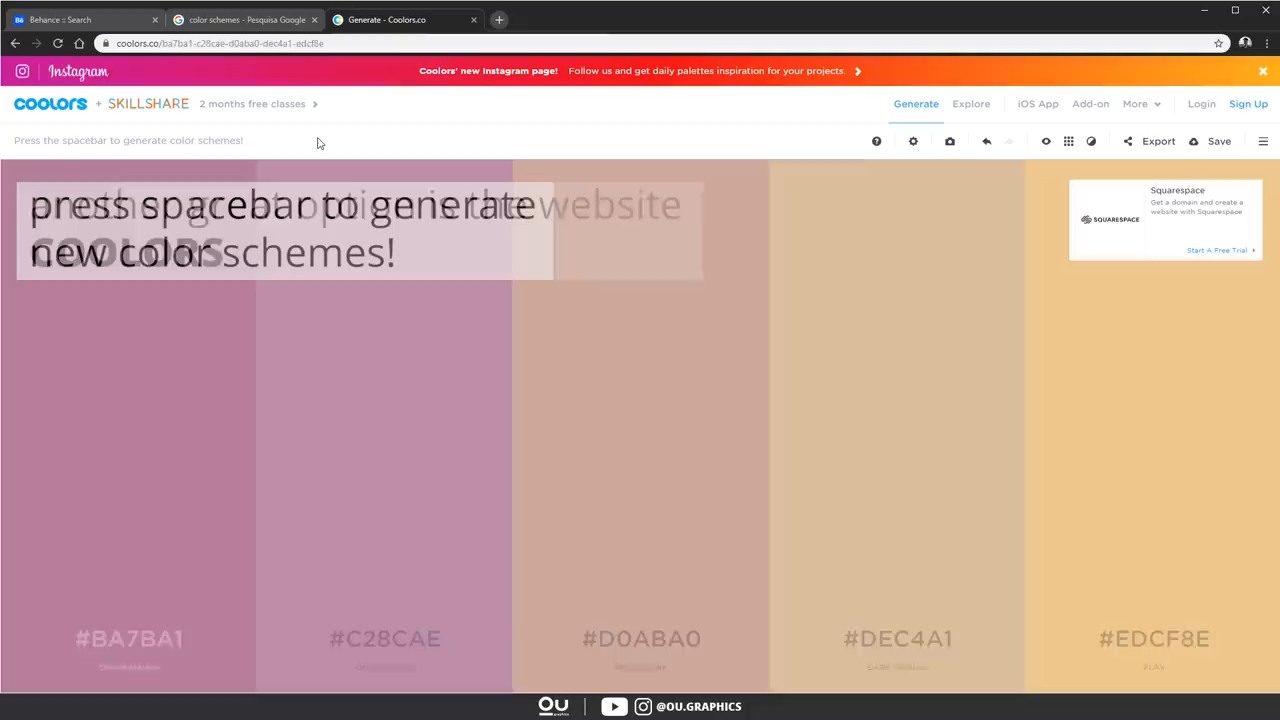 Behance :: Search
color schemes - Pesquisa Google
Generate - Coolors.co
coolors.co/ba7ba1-c28cae-d0aba0-dec4a1-edcf8e
Instagram
Coolors' new Instagram page! Follow us and get daily palettes inspiration for your projects.
COOLORS + SKILLSHARE 2 months free classes
Generate Explore iOS App Add-on More Login Sign Up
Press the spacebar to generate color schemes!
Export Save
press spacebar to generate
new color schemes!
website
COOLORS
Squarespace
Get a domain and create a
website with Squarespace
SQUARESPACE
Start A Free Trial
#BA7BA1 #C28CAE #D0ABA0 #DEC4A1 #EDCF8E
OU
graphics
@OU.GRAPHICS